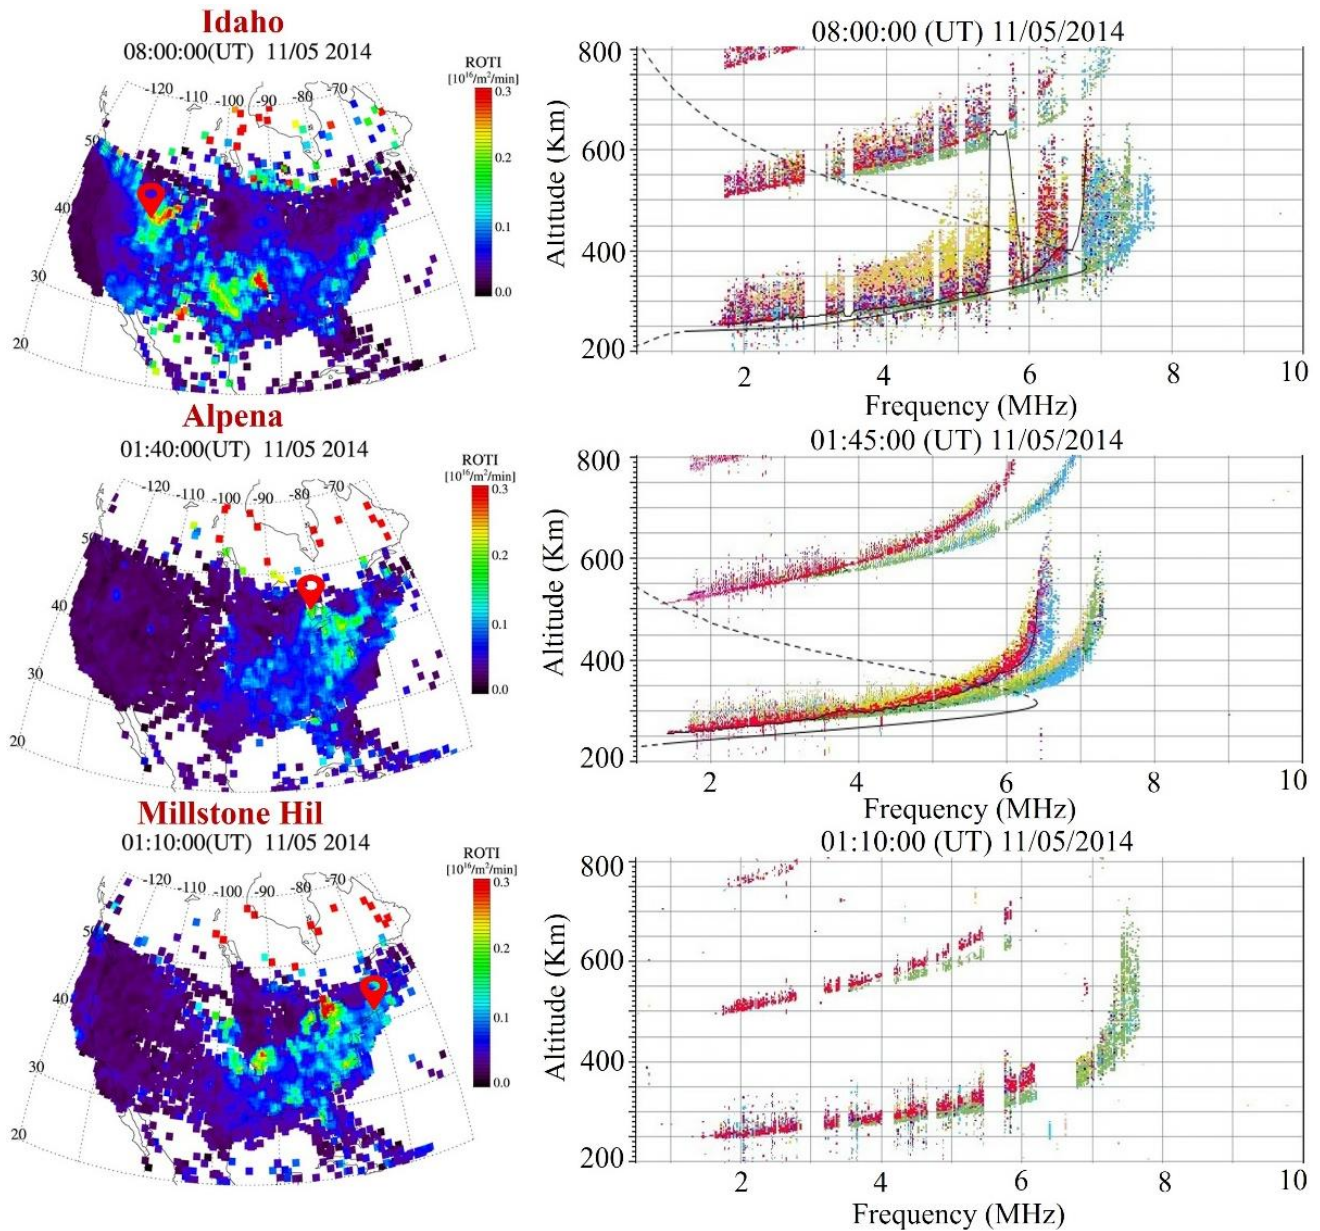 Idaho
08:00:00(UT) 11/05 2014
ROTI
[10¹⁶/m²/min]
-120 -110 -100 -90 -80 -70
50
40
30
20
0.3
0.2
0.1
0.0
08:00:00 (UT) 11/05/2014
Altitude (Km)
800
600
400
200
2 4 6 8 10
Frequency (MHz)
Alpena
01:40:00(UT) 11/05 2014
ROTI
[10¹⁶/m²/min]
-120 -110 -100 -90 -80 -70
50
40
30
20
0.3
0.2
0.1
0.0
01:45:00 (UT) 11/05/2014
Altitude (Km)
800
600
400
200
2 4 6 8 10
Frequency (MHz)
Millstone Hil
01:10:00(UT) 11/05 2014
ROTI
[10¹⁶/m²/min]
-120 -110 -100 -90 -80 -70
50
40
30
20
0.3
0.2
0.1
0.0
01:10:00 (UT) 11/05/2014
Altitude (Km)
800
600
400
200
2 4 6 8 10
Frequency (MHz)